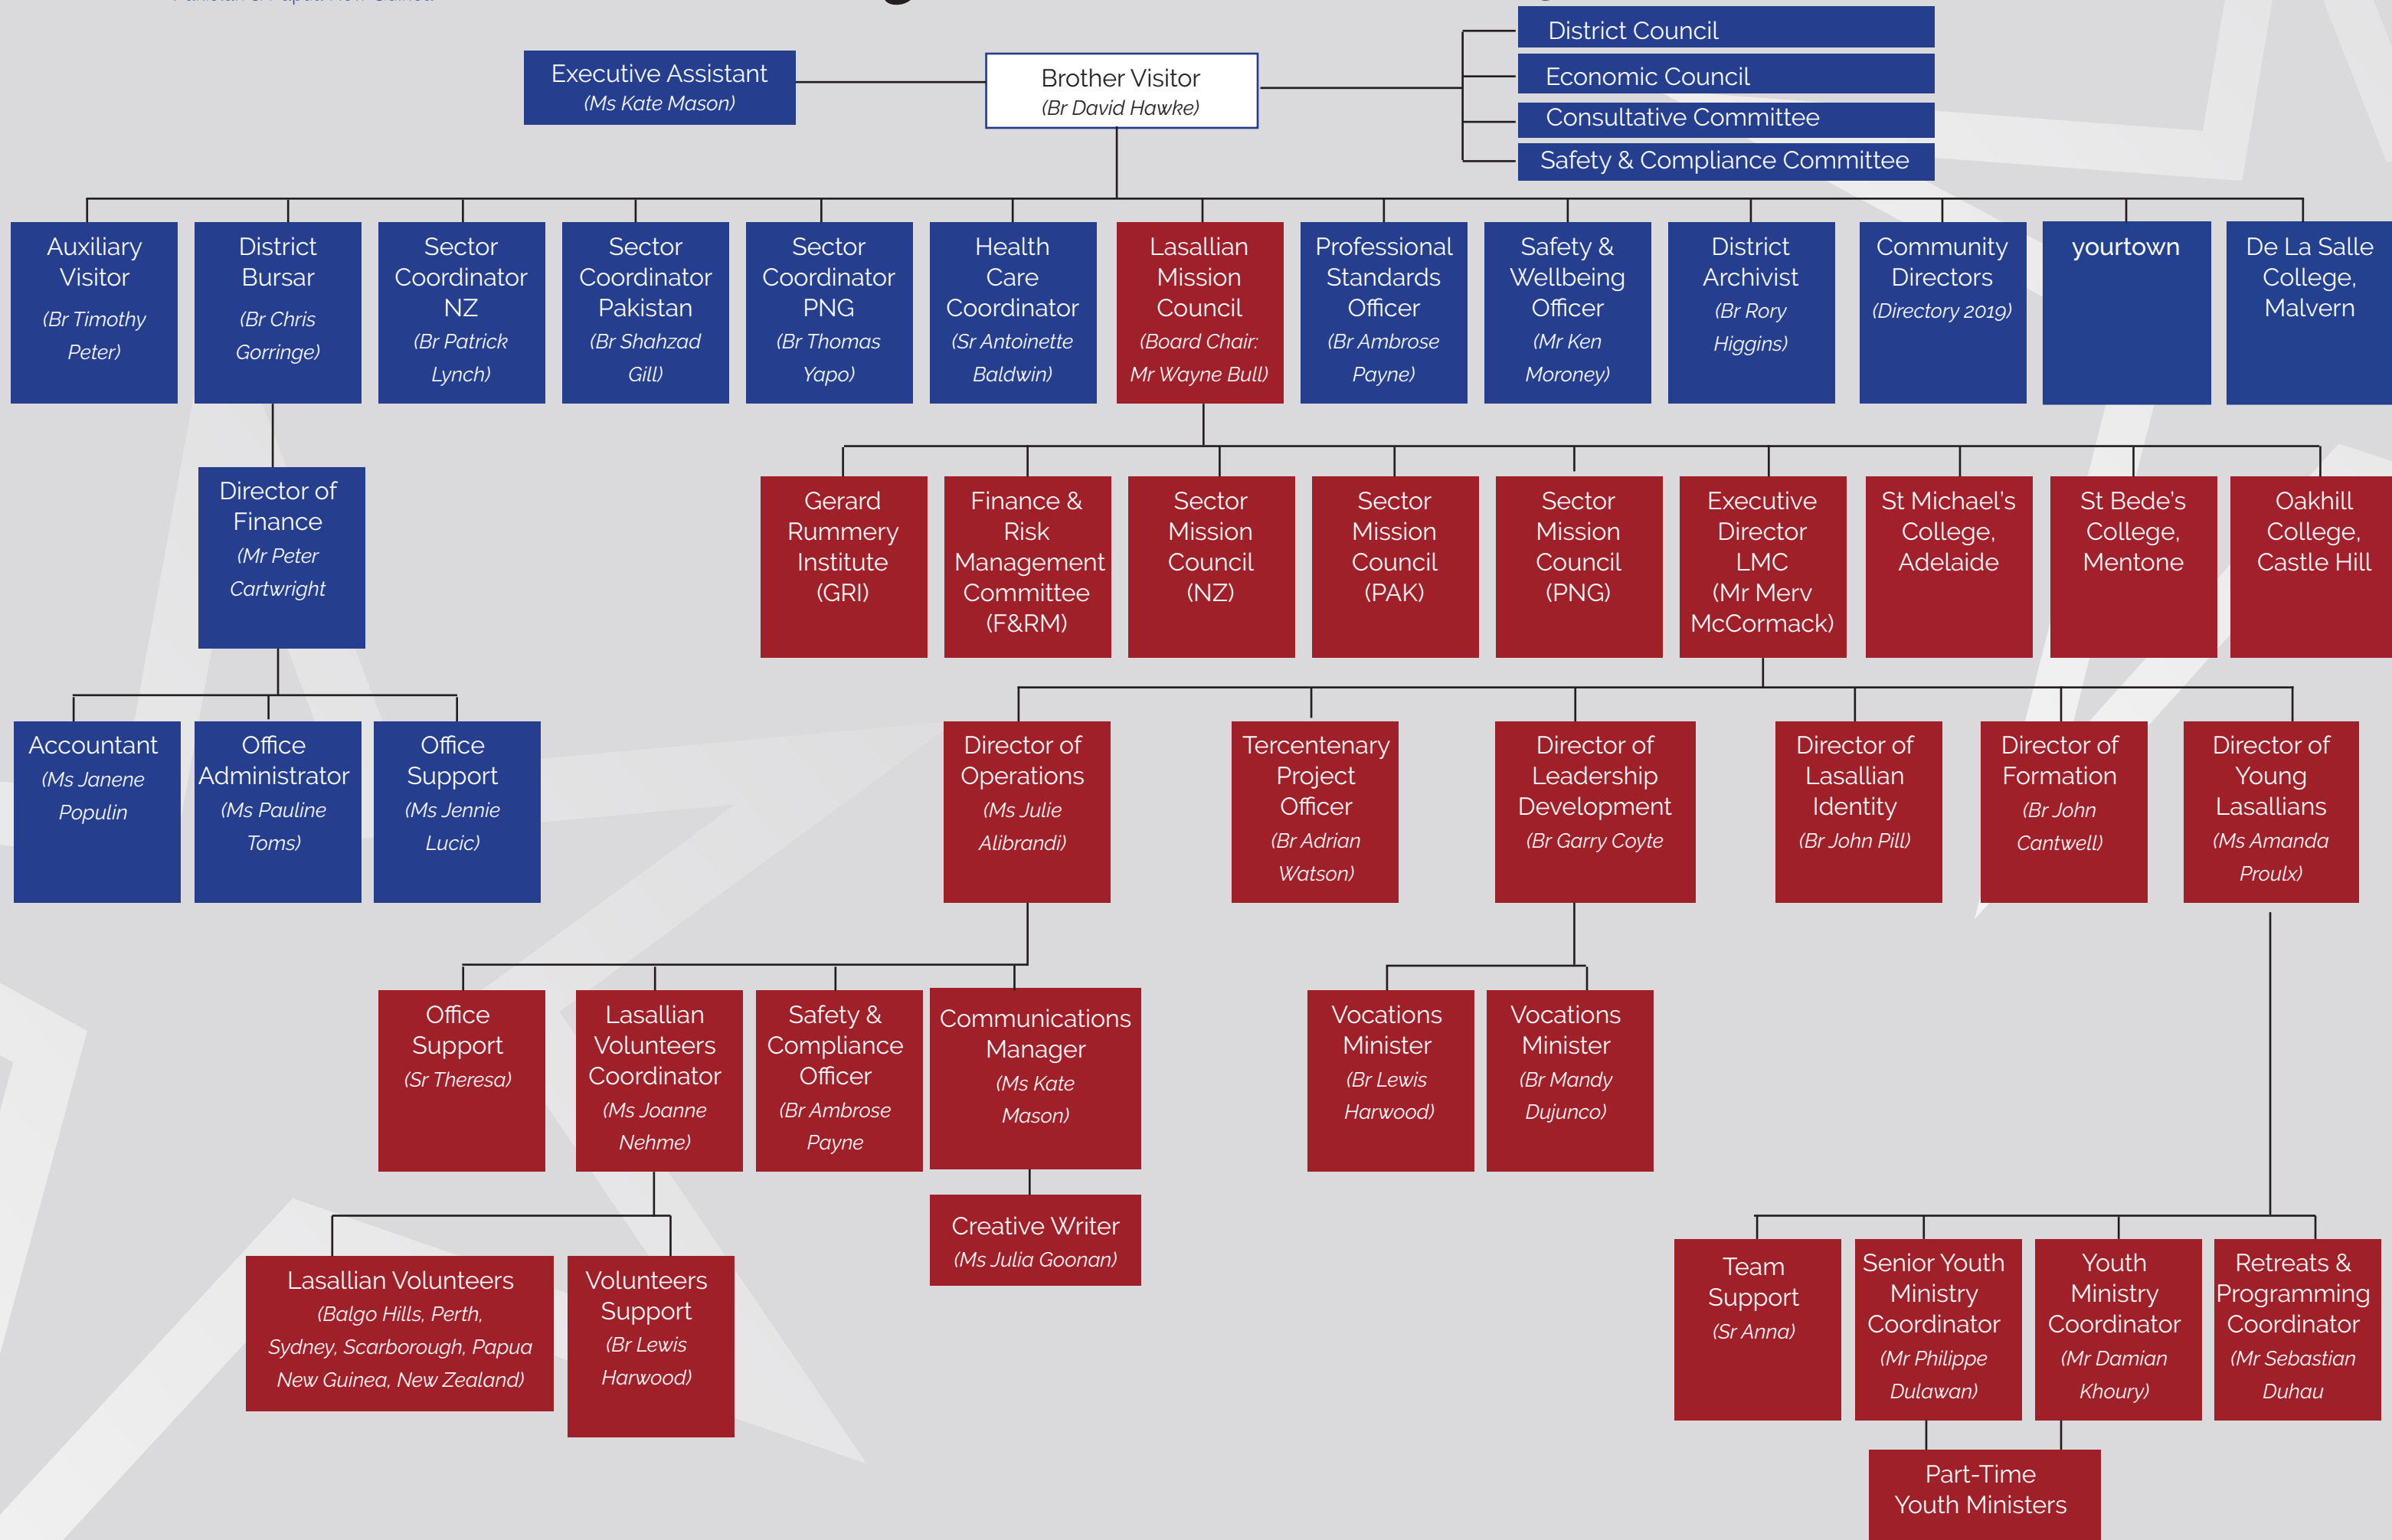 District Council
Executive Assistant
(Ms Kate Mason)
Brother Visitor
(Br David Hawke)
Economic Council
Consultative Committee
Safety & Compliance Committee
Auxiliary
Visitor
(Br Timothy
Peter)
District
Bursar
(Br Chris
Gorringe)
Sector
Coordinator
NZ
(Br Patrick
Lynch)
Sector
Coordinator
Pakistan
(Br Shahzad
Gill)
Sector
Coordinator
PNG
(Br Thomas
Yapo)
Health
Care
Coordinator
(Sr Antoinette
Baldwin)
Lasallian
Mission
Council
(Board Chair:
Mr Wayne Bull)
Professional
Standards
Officer
(Br Ambrose
Payne)
Safety &
Wellbeing
Officer
(Mr Ken
Moroney)
District
Archivist
(Br Rory
Higgins)
Community
Directors
(Directory 2019)
yourtown
De La Salle
College,
Malvern
Director of
Finance
(Mr Peter
Cartwright
Gerard
Rummery
Institute
(GRI)
Finance &
Risk
Management
Committee
(F&RM)
Sector
Mission
Council
(NZ)
Sector
Mission
Council
(PAK)
Sector
Mission
Council
(PNG)
Executive
Director
LMC
(Mr Merv
McCormack)
St Michael's
College,
Adelaide
St Bede's
College,
Mentone
Oakhill
College,
Castle Hill
Accountant
(Ms Janene
Populin
Office
Administrator
(Ms Pauline
Toms)
Office
Support
(Ms Jennie
Lucic)
Director of
Operations
(Ms Julie
Alibrandi)
Tercentenary
Project
Officer
(Br Adrian
Watson)
Director of
Leadership
Development
(Br Garry Coyte
Director of
Lasallian
Identity
(Br John Pill)
Director of
Formation
(Br John
Cantwell)
Director of
Young
Lasallians
(Ms Amanda
Proulx)
Office
Support
(Sr Theresa)
Lasallian
Volunteers
Coordinator
(Ms Joanne
Nehme)
Safety &
Compliance
Officer
(Br Ambrose
Payne
Communications
Manager
(Ms Kate
Mason)
Vocations
Minister
(Br Lewis
Harwood)
Vocations
Minister
(Br Mandy
Dujunco)
Creative Writer
(Ms Julia Goonan)
Lasallian Volunteers
(Balgo Hills, Perth,
Sydney, Scarborough, Papua
New Guinea, New Zealand)
Volunteers
Support
(Br Lewis
Harwood)
Team
Support
(Sr Anna)
Senior Youth
Ministry
Coordinator
(Mr Philippe
Dulawan)
Youth
Ministry
Coordinator
(Mr Damian
Khoury)
Retreats &
Programming
Coordinator
(Mr Sebastian
Duhau
Part-Time
Youth Ministers